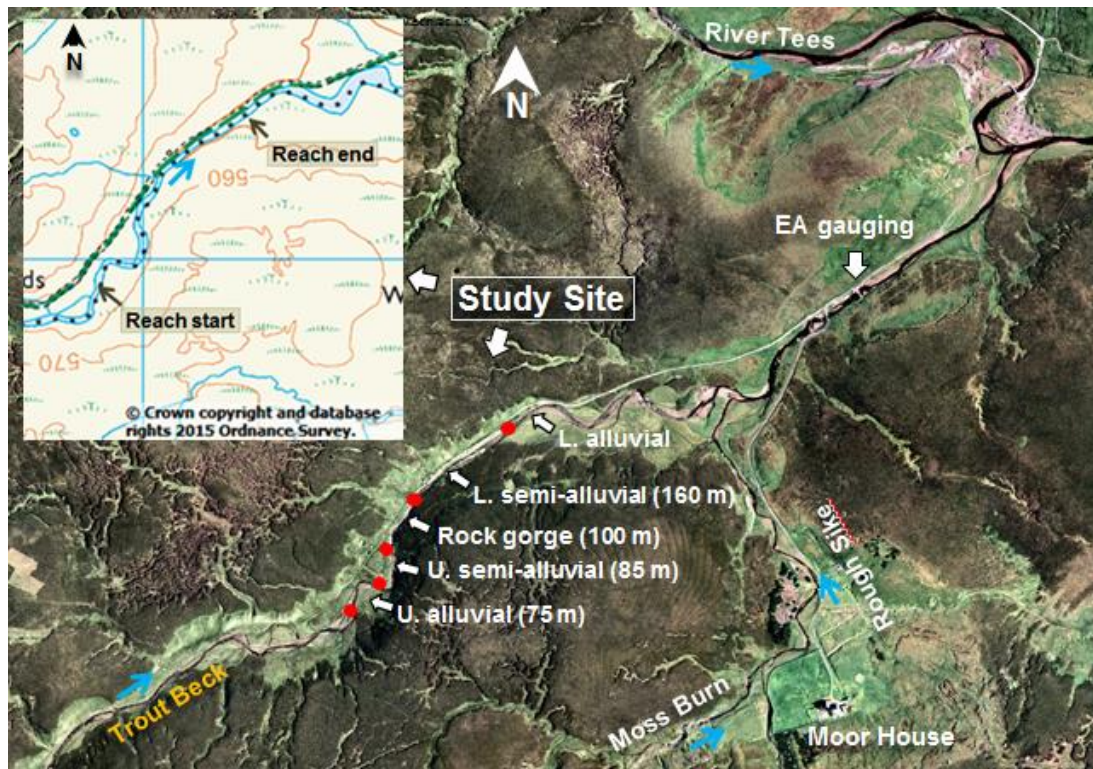 N
Reach end
560
ds
Reach start
570
W
© Crown copyright and database
rights 2015 Ordnance Survey.
N
River Tees
EA gauging
Study Site
L. alluvial
L. semi-alluvial (160 m)
Rock gorge (100 m)
U. semi-alluvial (85 m)
U. alluvial (75 m)
Trout Beck
Rough Sike
Moss Burn
Moor House